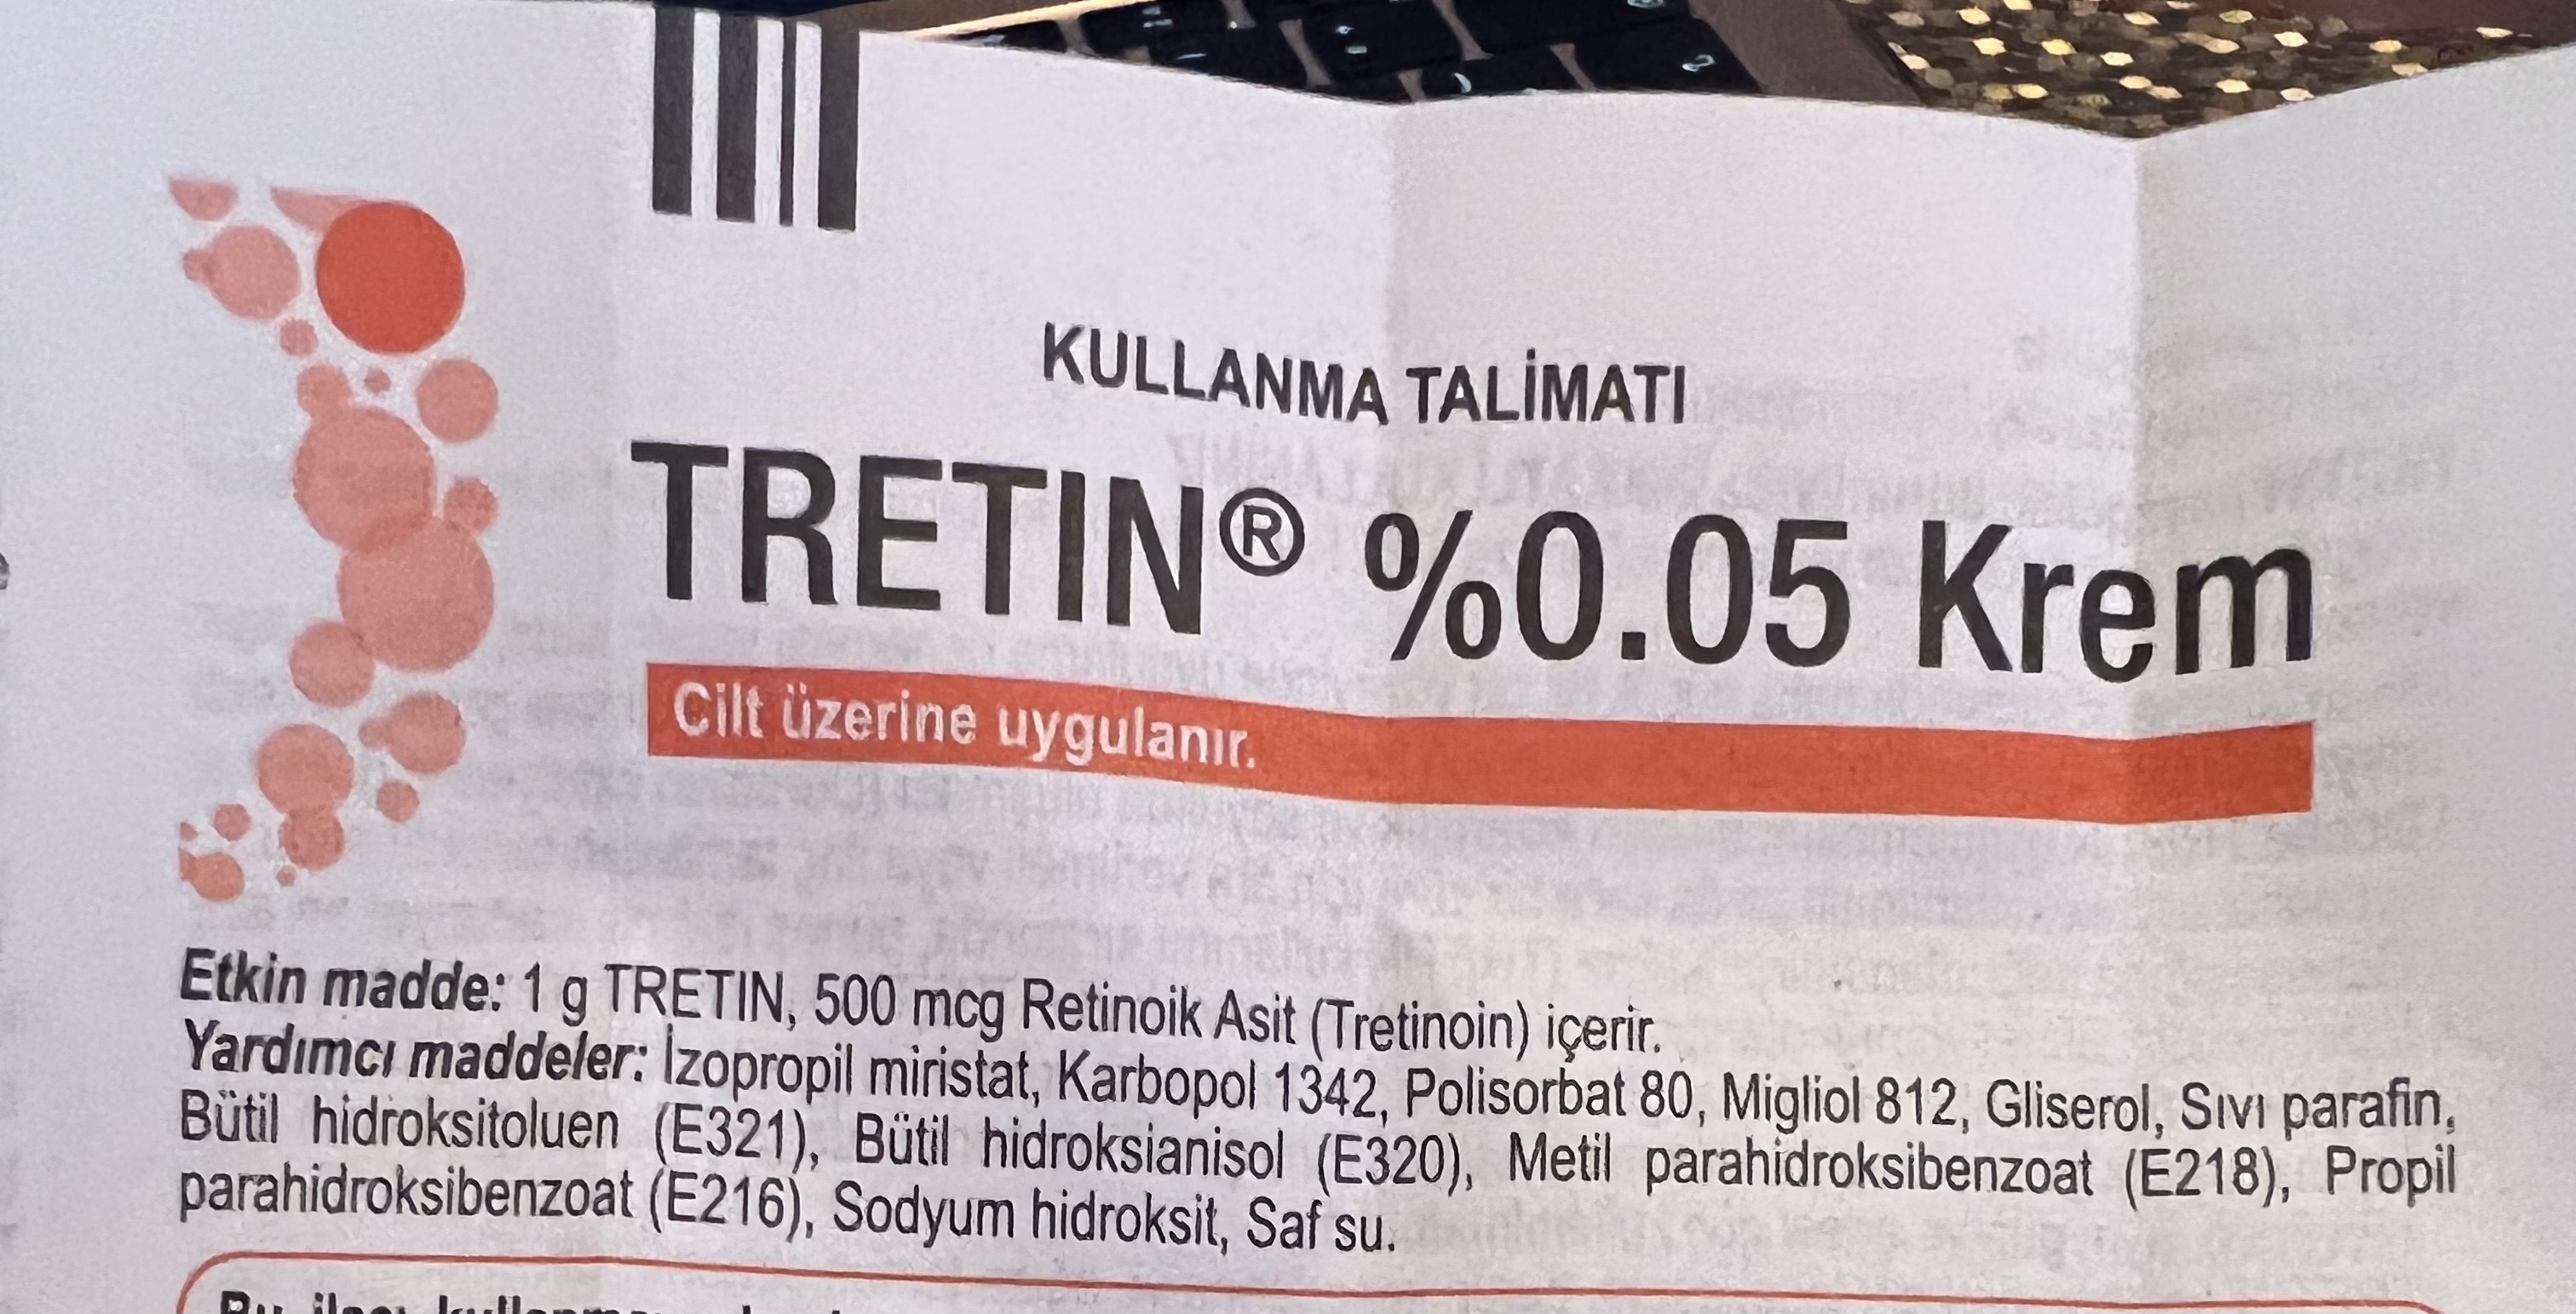 KULLANMA TALİMATI
TRETIN® %0.05 Krem
Cilt üzerine uygulanır.
Etkin madde: 1 g TRETIN, 500 mcg Retinoik Asit (Tretinoin) içerir.
Yardımcı maddeler: İzopropil miristat, Karbopol 1342, Polisorbat 80, Migliol 812, Gliserol, Sıvı parafin,
Bütil hidroksitoluen (E321), Bütil hidroksianisol (E320), Metil parahidroksibenzoat (E218), Propil
parahidroksibenzoat (E216), Sodyum hidroksit, Saf su.
Bu ilacı